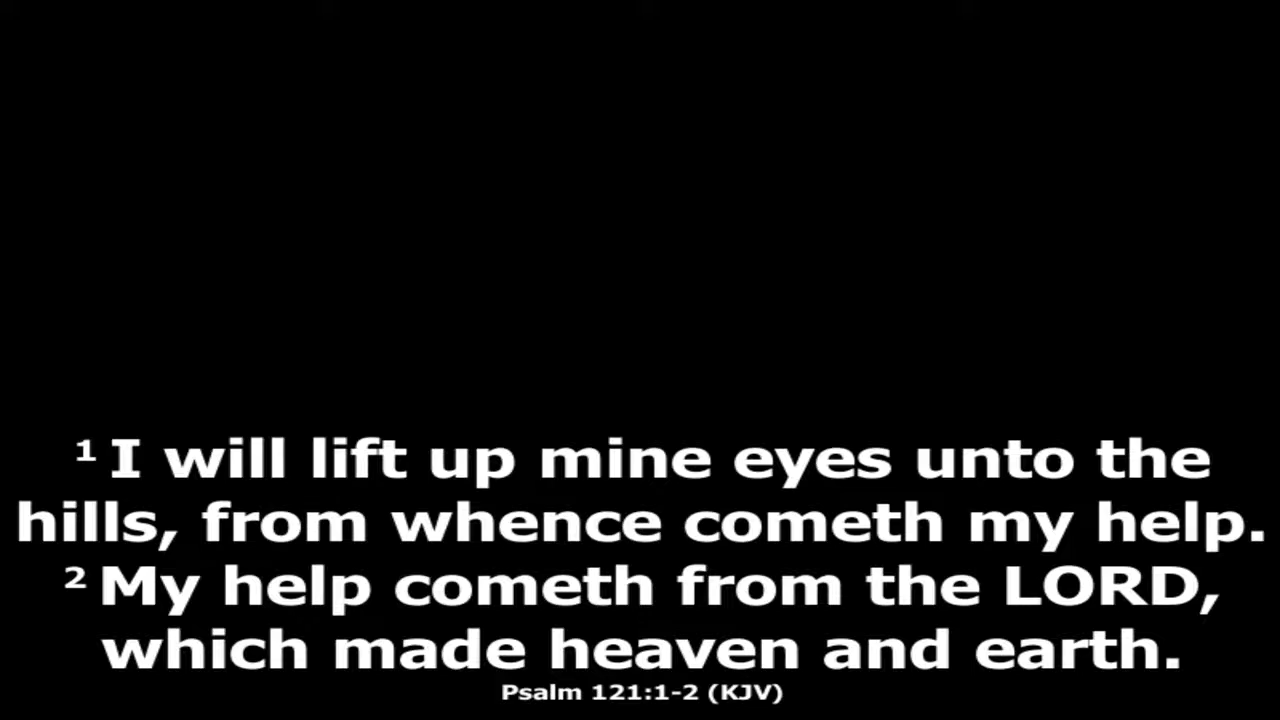 ¹ I will lift up mine eyes unto the
hills, from whence cometh my help.
² My help cometh from the LORD,
which made heaven and earth.
Psalm 121:1-2 (KJV)